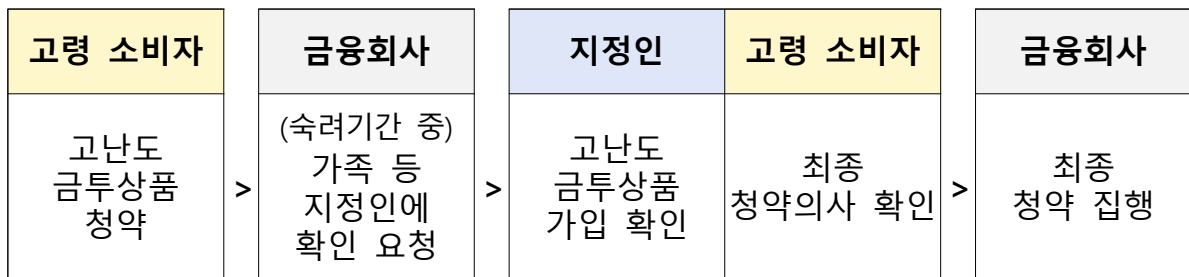 고령 소비자
고난도
금투상품
청약
>
금융회사
(숙려기간 중)
가족 등
지정인에
확인 요청
>
지정인
고난도
금투상품
가입 확인
고령 소비자
최종
청약의사 확인
>
금융회사
최종
청약 집행